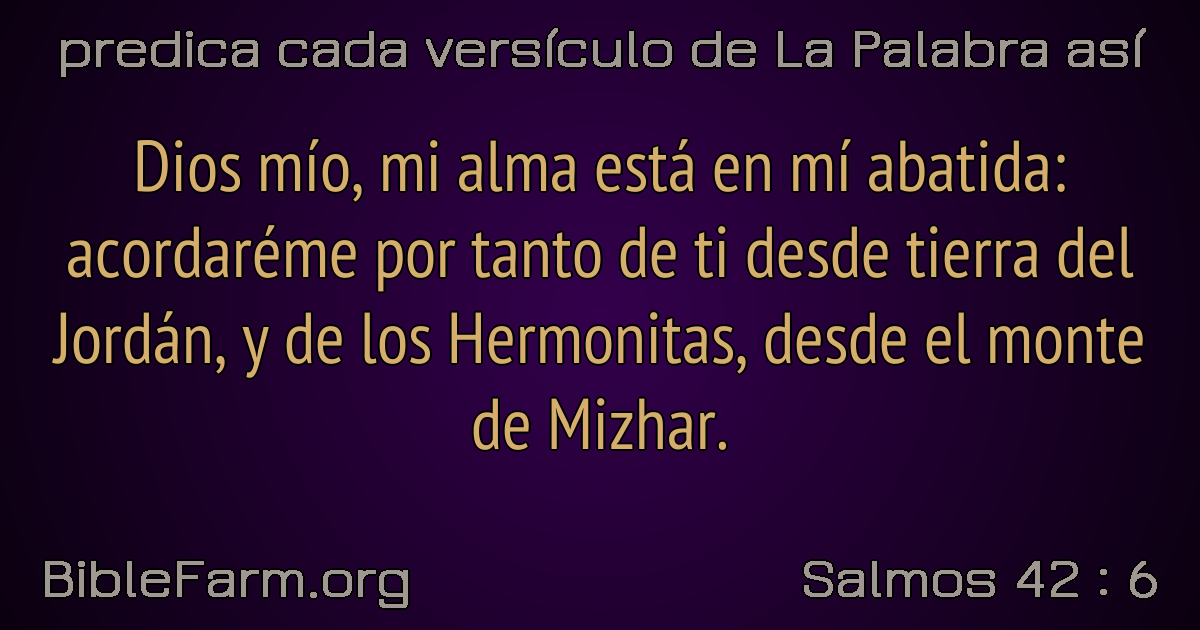 predica cada versículo de La Palabra así
Dios mío, mi alma está en mí abatida:
acordaréme por tanto de ti desde tierra del
Jordán, y de los Hermonitas, desde el monte
de Mizhar.
BibleFarm.org
Salmos 42 : 6